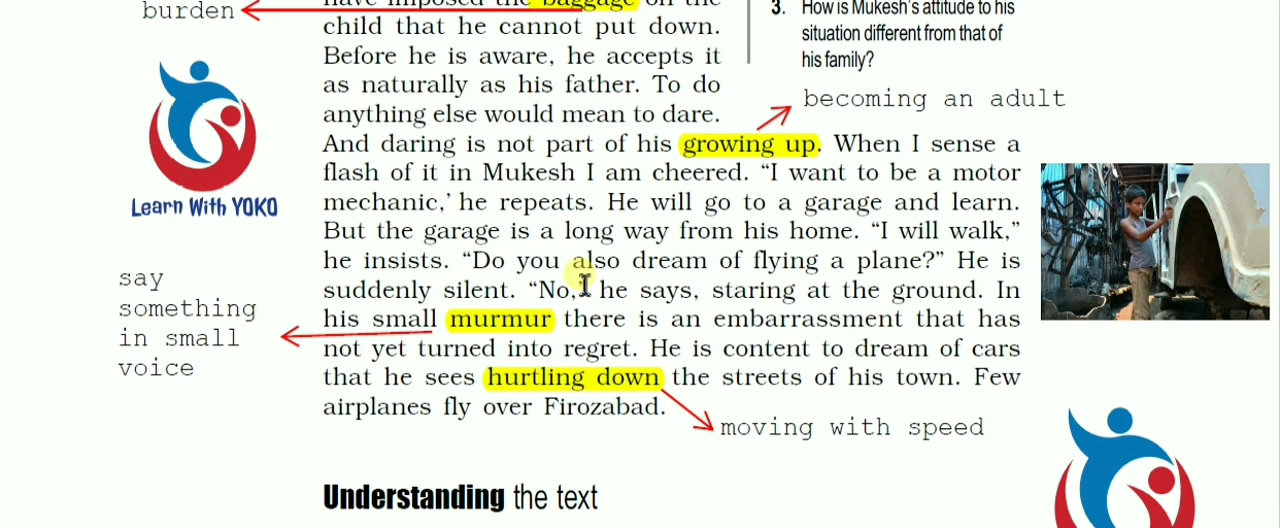 burden
have imposed the baggage on the
child that he cannot put down.
Before he is aware, he accepts it
as naturally as his father. To do
anything else would mean to dare.
And daring is not part of his growing up. When I sense a
flash of it in Mukesh I am cheered. “I want to be a motor
mechanic,’ he repeats. He will go to a garage and learn.
But the garage is a long way from his home. “I will walk,”
he insists. “Do you also dream of flying a plane?” He is
suddenly silent. “No,” he says, staring at the ground. In
his small murmur there is an embarrassment that has
not yet turned into regret. He is content to dream of cars
that he sees hurtling down the streets of his town. Few
airplanes fly over Firozabad.
3. How is Mukesh’s attitude to his
situation different from that of
his family?
becoming an adult
Learn With YOKO
say
something
in small
voice
moving with speed
Understanding the text